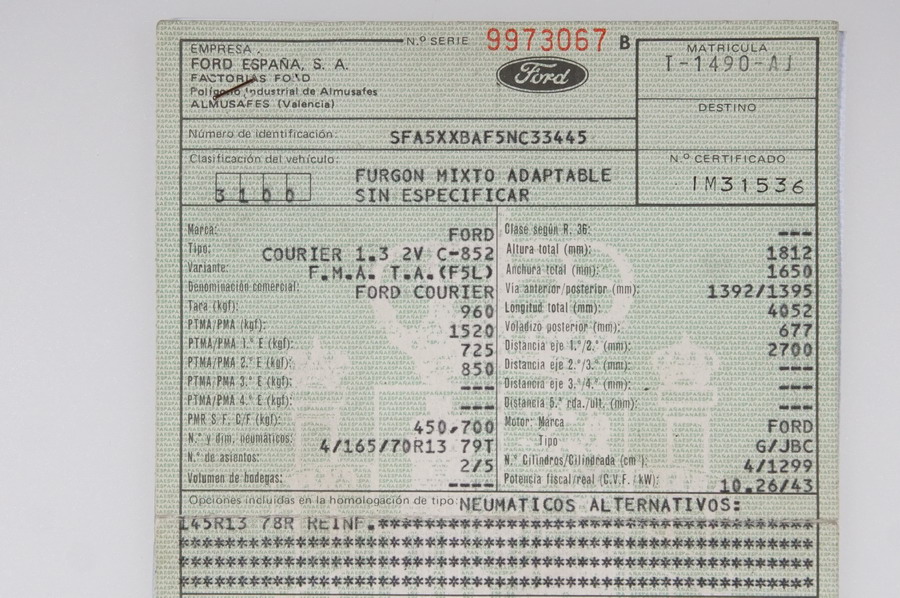 EMPRESA.
FORD ESPAÑA, S. A.
FACTORIAS FORD
Polígono Industrial de Almusafes
ALMUSAFES (Valencia)
N.º SERIE 9973067 B
Ford
MATRICULA
T-1490-AJ
DESTINO
N.º CERTIFICADO
IM31536
Número de identificación: SFA5XXBAF5NC33445
Clasificación del vehículo:
3100
FURGON MIXTO ADAPTABLE
SIN ESPECIFICAR
Marca: FORD
Tipo: COURIER 1.3 2V C-852
Variante: F.M.A. T.A.(F5L)
Denominación comercial: FORD COURIER
Tara (kgf): 960
PTMA/PMA (kgf): 1520
PTMA/PMA 1.º E (kgf): 725
PTMA/PMA 2.º E (kgf): 850
PTMA/PMA 3.º E (kgf): ---
PTMA/PMA 4.º E (kgf): ---
PMR S.F. C/F (kgf): 450-700
N.º y dim. neumáticos: 4/165/70R13 79T
N.º de asientos: 2/5
Volumen de bodegas: ----
Clase según R. 36: ---
Altura total (mm): 1812
Anchura total (mm): 1650
Via anterior/posterior (mm): 1392/1395
Longitud total (mm): 4052
Voladizo posterior (mm): 677
Distancia eje 1.º/2.º (mm): 2700
Distancia eje 2.º/3.º (mm): ---
Distancia eje 3.º/4.º (mm): ---
Distancia 5.ª rda./ult. (mm): ---
Motor: Marca FORD
Tipo G/JBC
N.º Cilindros/Cilindrada (cm³): 4/1299
Potencia fiscal/real (C.V.F./kW): 10.26/43
Opciones incluidas en la homologación de tipo: NEUMATICOS ALTERNATIVOS:
145R13 78R REINF.************************************
****************************************************
****************************************************
****************************************************